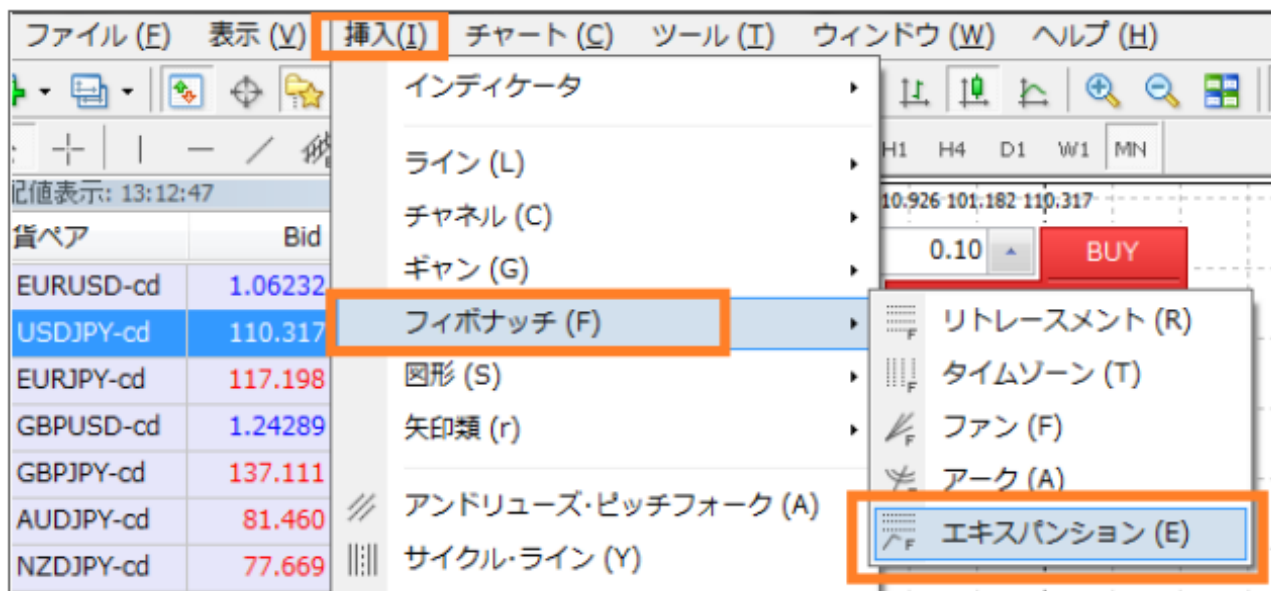 ファイル (F) 表示 (V) 挿入(I) チャート (C) ツール (T) ウィンドウ (W) ヘルプ (H)
インディケータ
H1 H4 D1 W1 MN
ライン (L)
配値表示: 13:12:47
10.926 101.182 110.317
チャネル (C)
貨ペア Bid
0.10 BUY
ギャン (G)
EURUSD-cd 1.06232
フィボナッチ (F)
リトレースメント (R)
USDJPY-cd 110.317
図形 (S)
タイムゾーン (T)
EURJPY-cd 117.198
矢印類 (r)
ファン (F)
GBPUSD-cd 1.24289
アーク (A)
GBPJPY-cd 137.111
アンドリューズ・ピッチフォーク (A)
エキスパンション (E)
AUDJPY-cd 81.460
サイクル・ライン (Y)
NZDJPY-cd 77.669